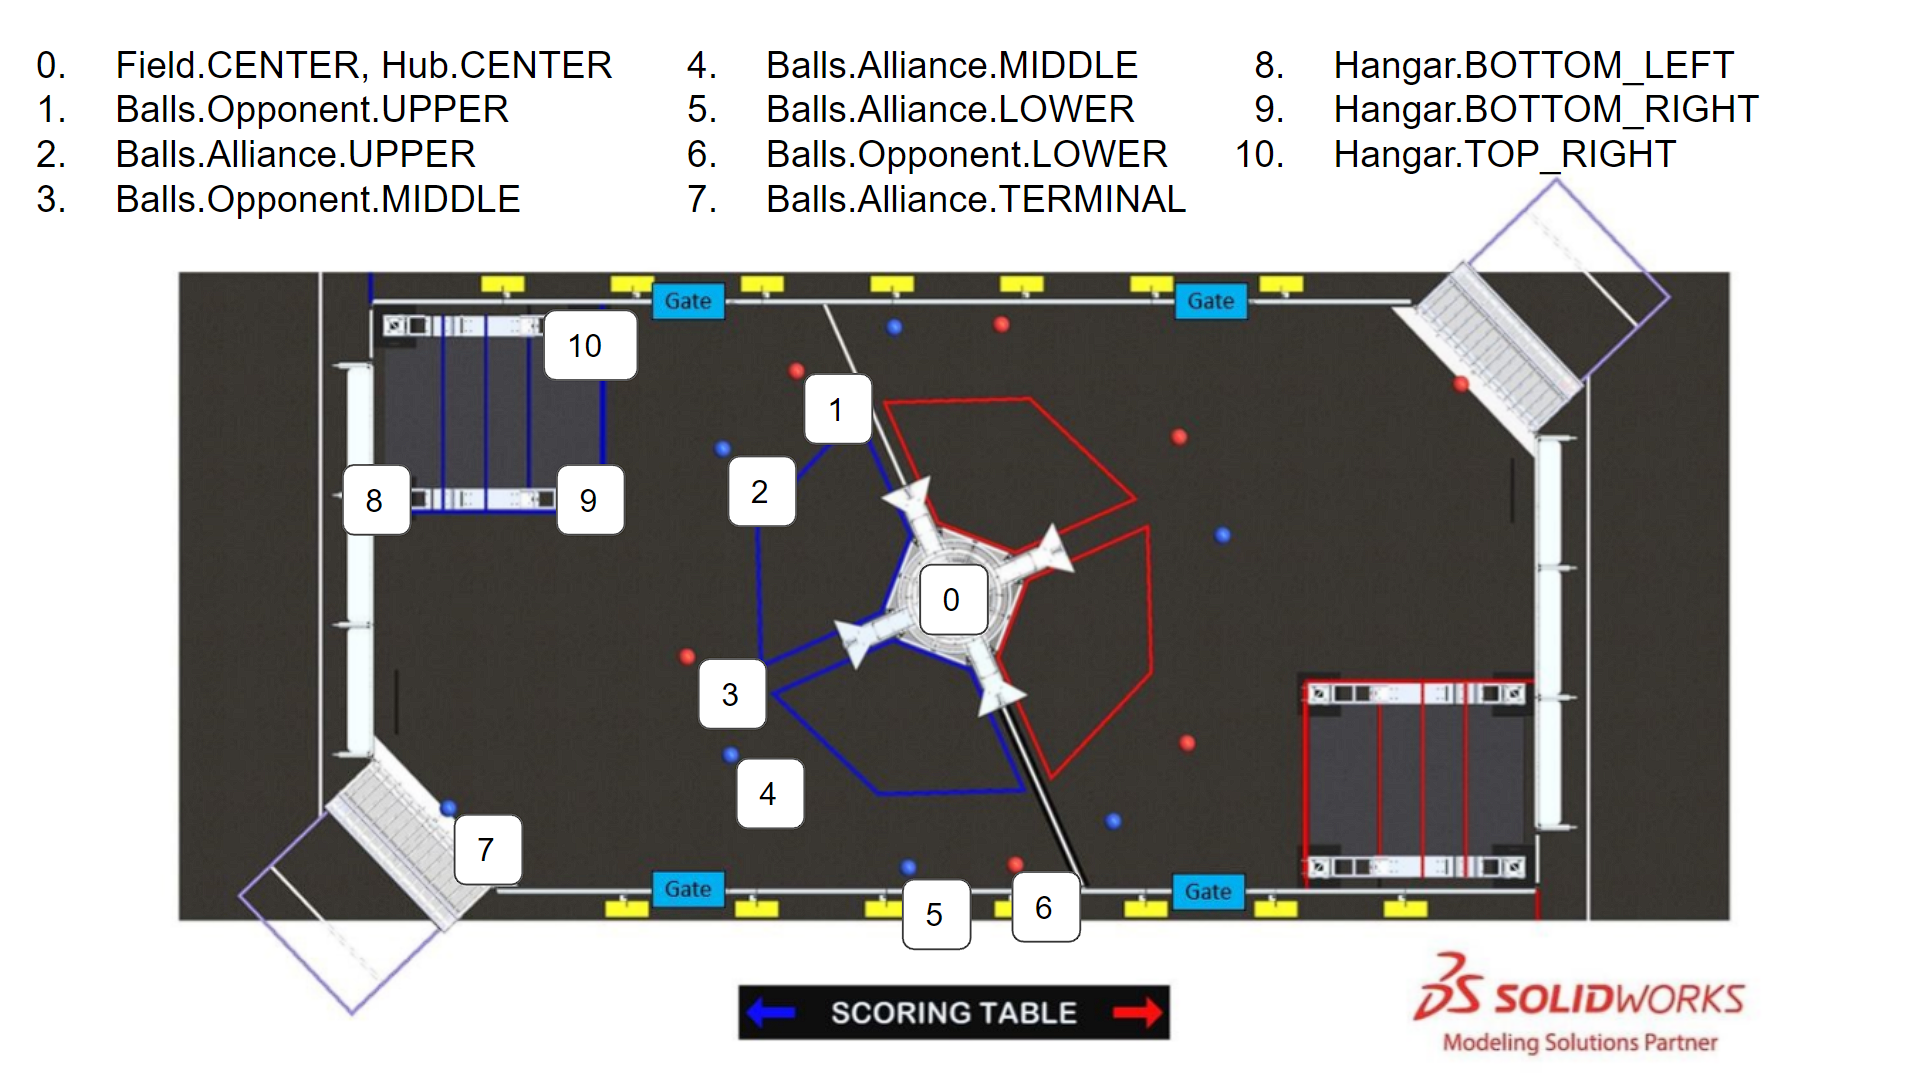 0. Field.CENTER, Hub.CENTER
1. Balls.Opponent.UPPER
2. Balls.Alliance.UPPER
3. Balls.Opponent.MIDDLE
4. Balls.Alliance.MIDDLE
5. Balls.Alliance.LOWER
6. Balls.Opponent.LOWER
7. Balls.Alliance.TERMINAL
8. Hangar.BOTTOM_LEFT
9. Hangar.BOTTOM_RIGHT
10. Hangar.TOP_RIGHT
Gate
Gate
10
1
2
8
9
0
3
4
7
Gate
Gate
5
6
SCORING TABLE
SOLIDWORKS
Modeling Solutions Partner